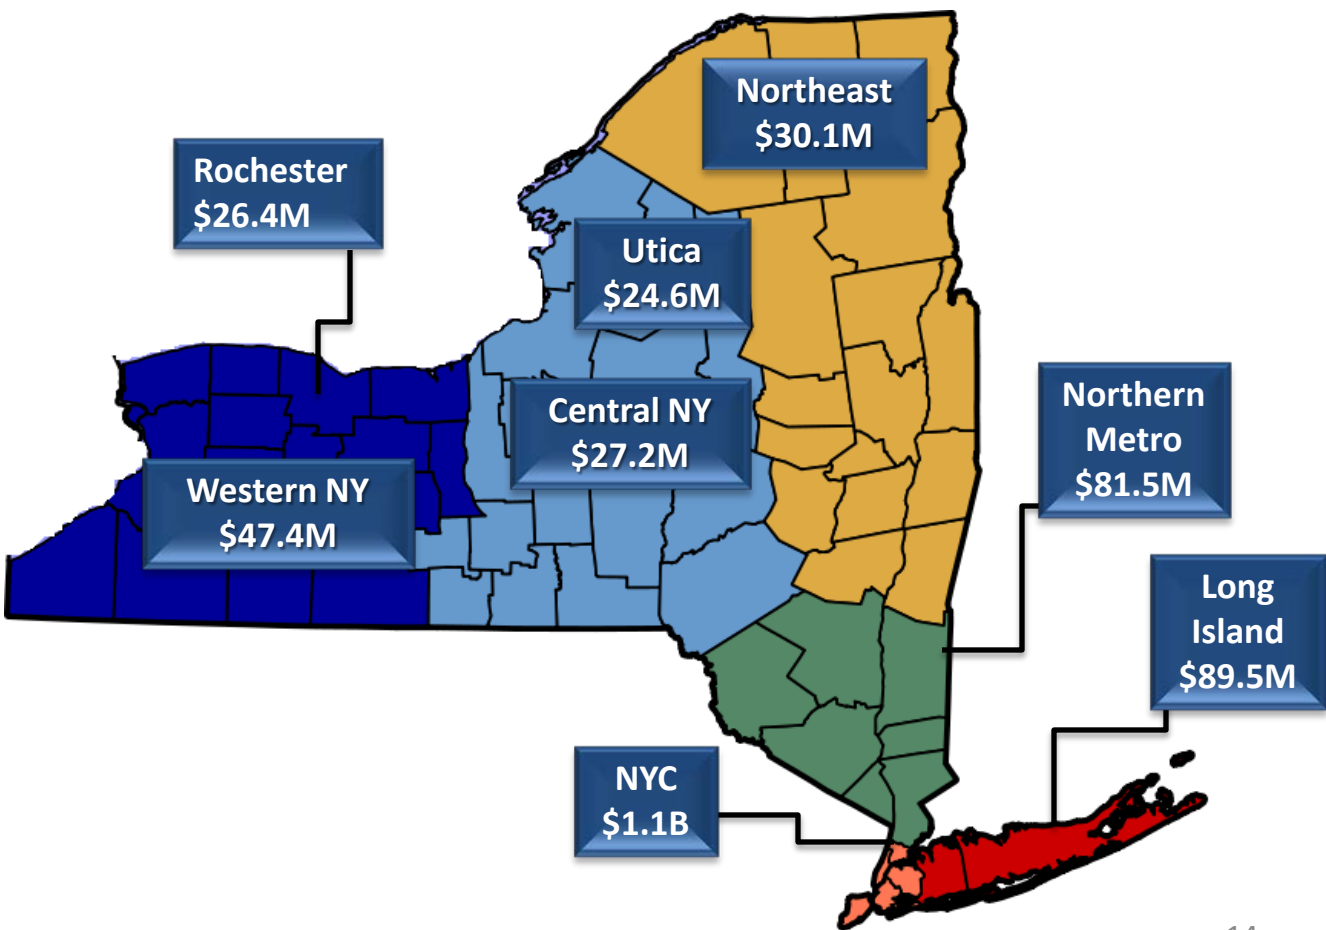 Northeast
$30.1M
Rochester
$26.4M
Utica
$24.6M
Central NY
$27.2M
Northern
Metro
$81.5M
Western NY
$47.4M
Long
Island
$89.5M
NYC
$1.1B